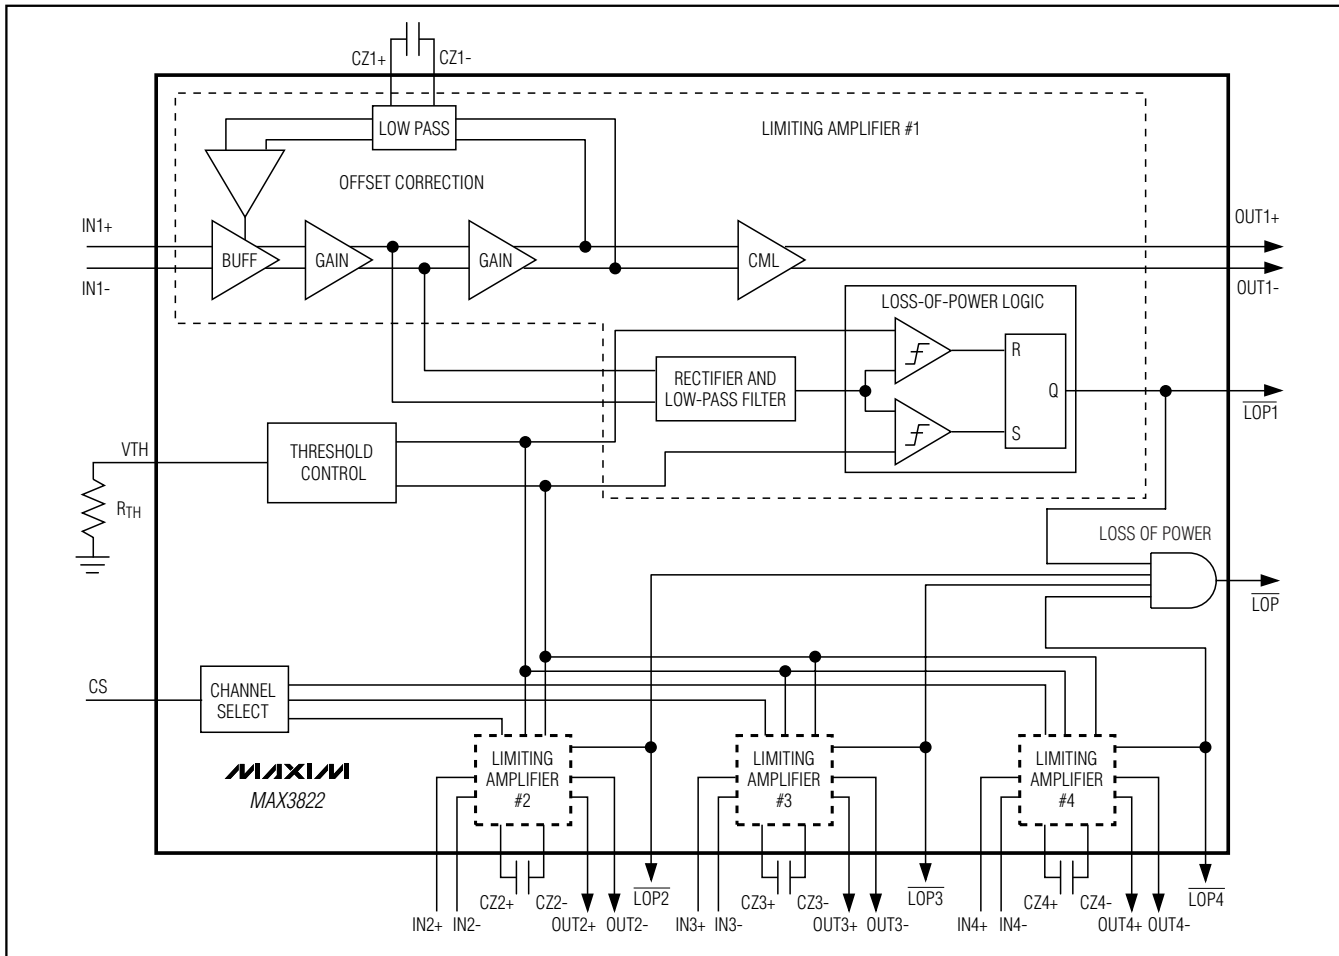 CZ1+ CZ1-
LOW PASS
LIMITING AMPLIFIER #1
OFFSET CORRECTION
IN1+
OUT1+
BUFF GAIN GAIN CML
IN1-
OUT1-
LOSS-OF-POWER LOGIC
R
RECTIFIER AND
LOW-PASS FILTER
Q
LOP1
S
VTH
THRESHOLD
CONTROL
RTH
LOSS OF POWER
LOP
CS
CHANNEL
SELECT
MAXIM
MAX3822
LIMITING
AMPLIFIER
#2
LIMITING
AMPLIFIER
#3
LIMITING
AMPLIFIER
#4
CZ2+ CZ2- LOP2 CZ3+ CZ3- LOP3 CZ4+ CZ4- LOP4
IN2+ IN2- OUT2+ OUT2- IN3+ IN3- OUT3+ OUT3- IN4+ IN4- OUT4+ OUT4-